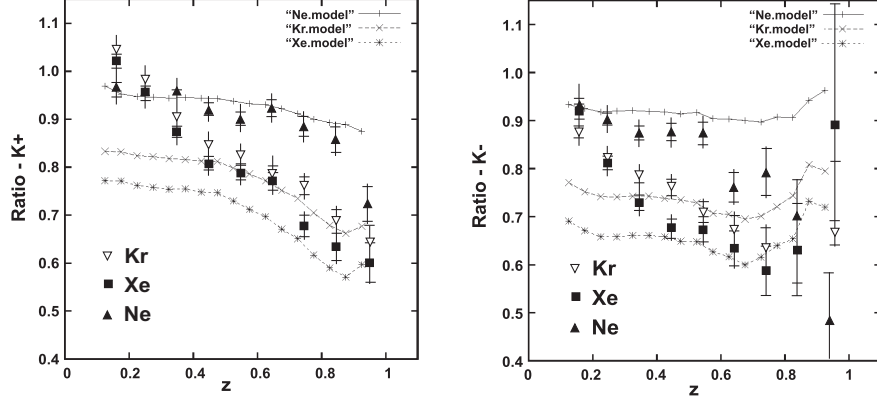 1.1
1.0
0.9
0.8
0.7
0.6
0.5
0.4
Ratio - K+
"Ne.model"
"Kr.model"
"Xe.model"
Kr
Xe
Ne
0
0.2
0.4
0.6
0.8
1
z
1.1
1.0
0.9
0.8
0.7
0.6
0.5
0.4
Ratio - K-
"Ne.model"
"Kr.model"
"Xe.model"
Kr
Xe
Ne
0
0.2
0.4
0.6
0.8
1
z